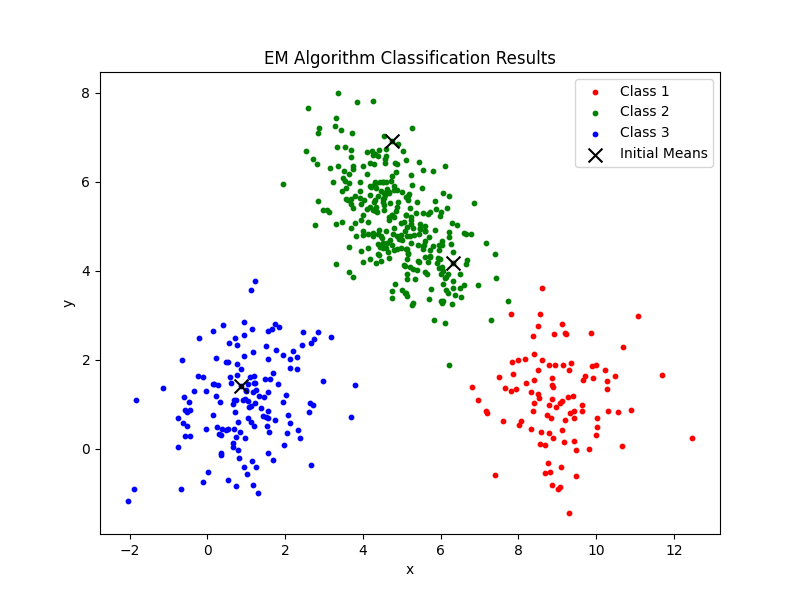 EM Algorithm Classification Results
Class 1
Class 2
Class 3
Initial Means
8
6
4
2
0
y
−2
0
2
4
6
8
10
12
x